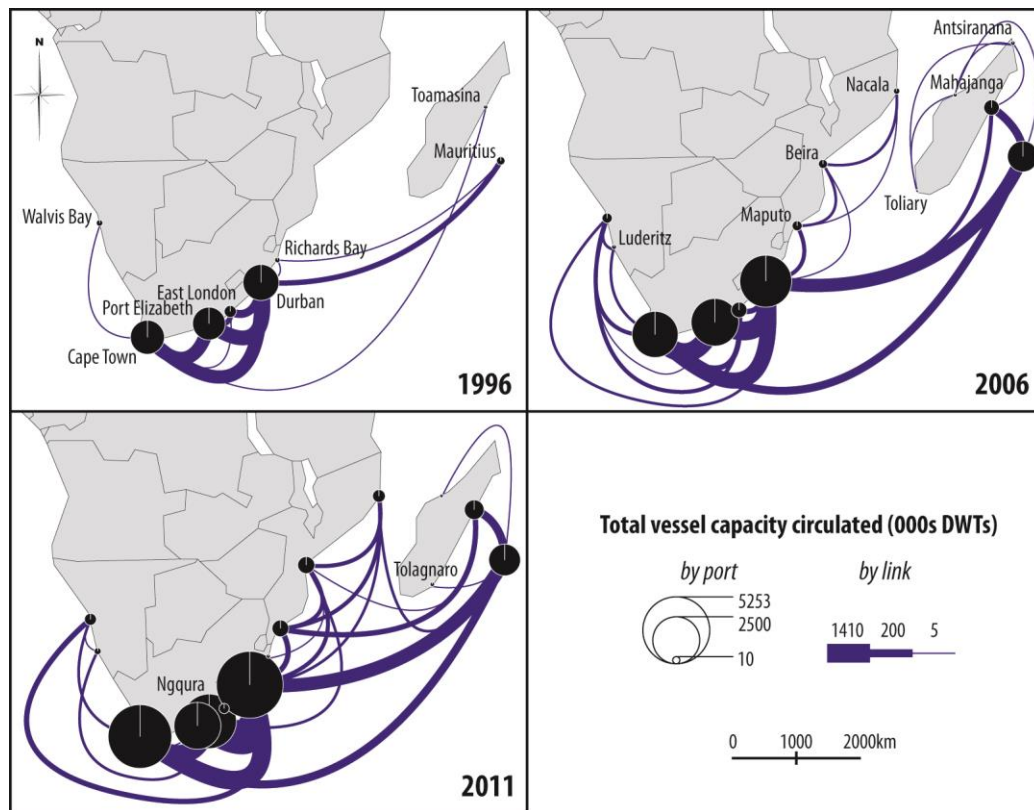 N
Toamasina
Mauritius
Walvis Bay
Richards Bay
East London
Port Elizabeth
Durban
Cape Town
1996
Antsiranana
Nacala
Mahajanga
Beira
Toliary
Maputo
Luderitz
2006
Tolagnaro
Ngqura
2011
Total vessel capacity circulated (000s DWTs)
by port
by link
5253
2500
10
1410 200 5
0 1000 2000km